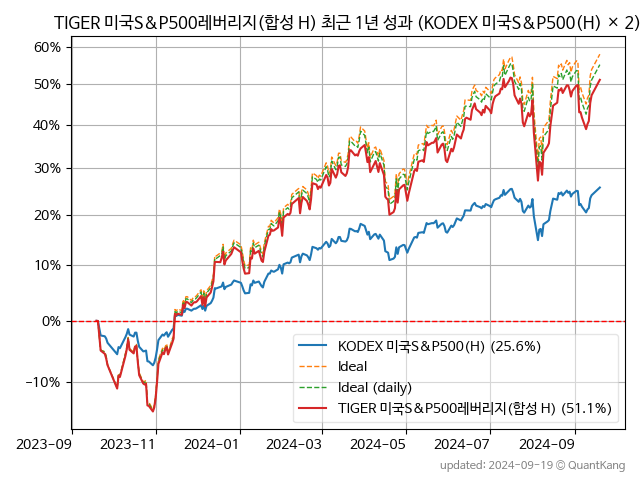 TIGER 미국S&P500레버리지(합성 H) 최근 1년 성과 (KODEX 미국S&P500(H) × 2)
60%
50%
40%
30%
20%
10%
0%
−10%
KODEX 미국S&P500(H) (25.6%)
Ideal
Ideal (daily)
TIGER 미국S&P500레버리지(합성 H) (51.1%)
2023-09 2023-11 2024-01 2024-03 2024-05 2024-07 2024-09
updated: 2024-09-19 © QuantKang